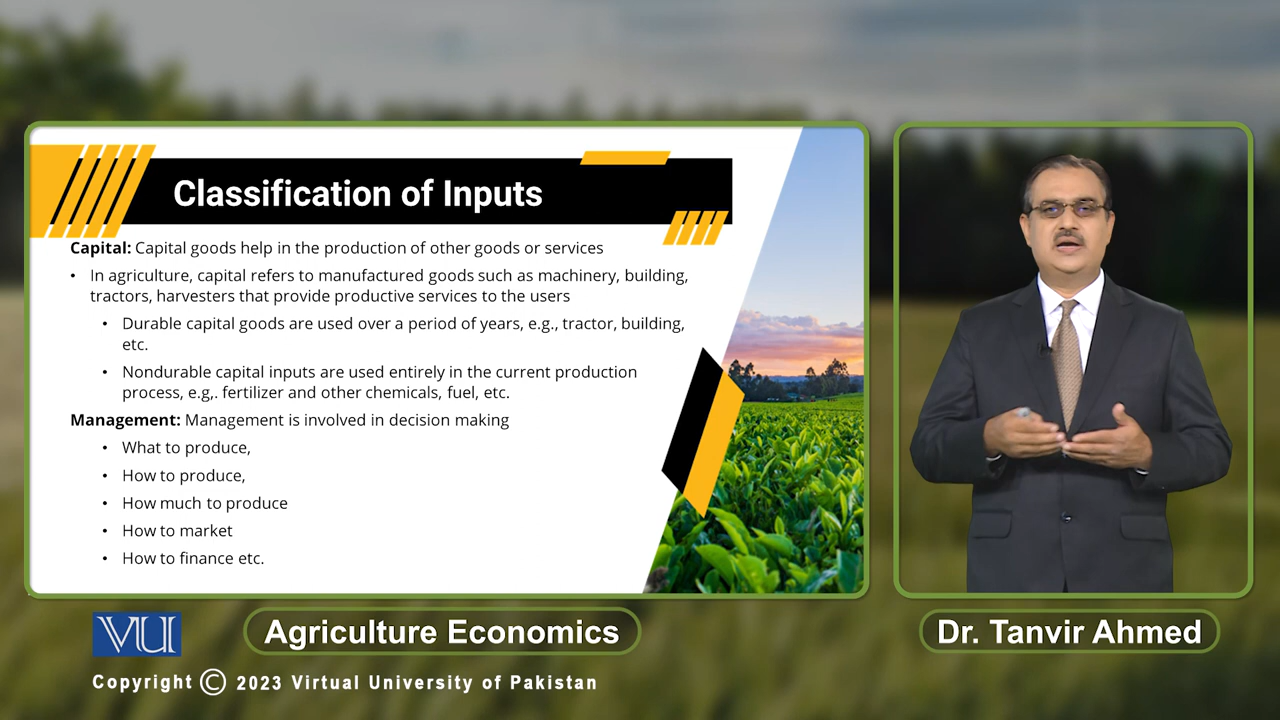 Classification of Inputs
Capital: Capital goods help in the production of other goods or services
• In agriculture, capital refers to manufactured goods such as machinery, building,
tractors, harvesters that provide productive services to the users
• Durable capital goods are used over a period of years, e.g., tractor, building,
etc.
• Nondurable capital inputs are used entirely in the current production
process, e.g,. fertilizer and other chemicals, fuel, etc.
Management: Management is involved in decision making
• What to produce,
• How to produce,
• How much to produce
• How to market
• How to finance etc.
VU
Agriculture Economics
Dr. Tanvir Ahmed
Copyright © 2023 Virtual University of Pakistan